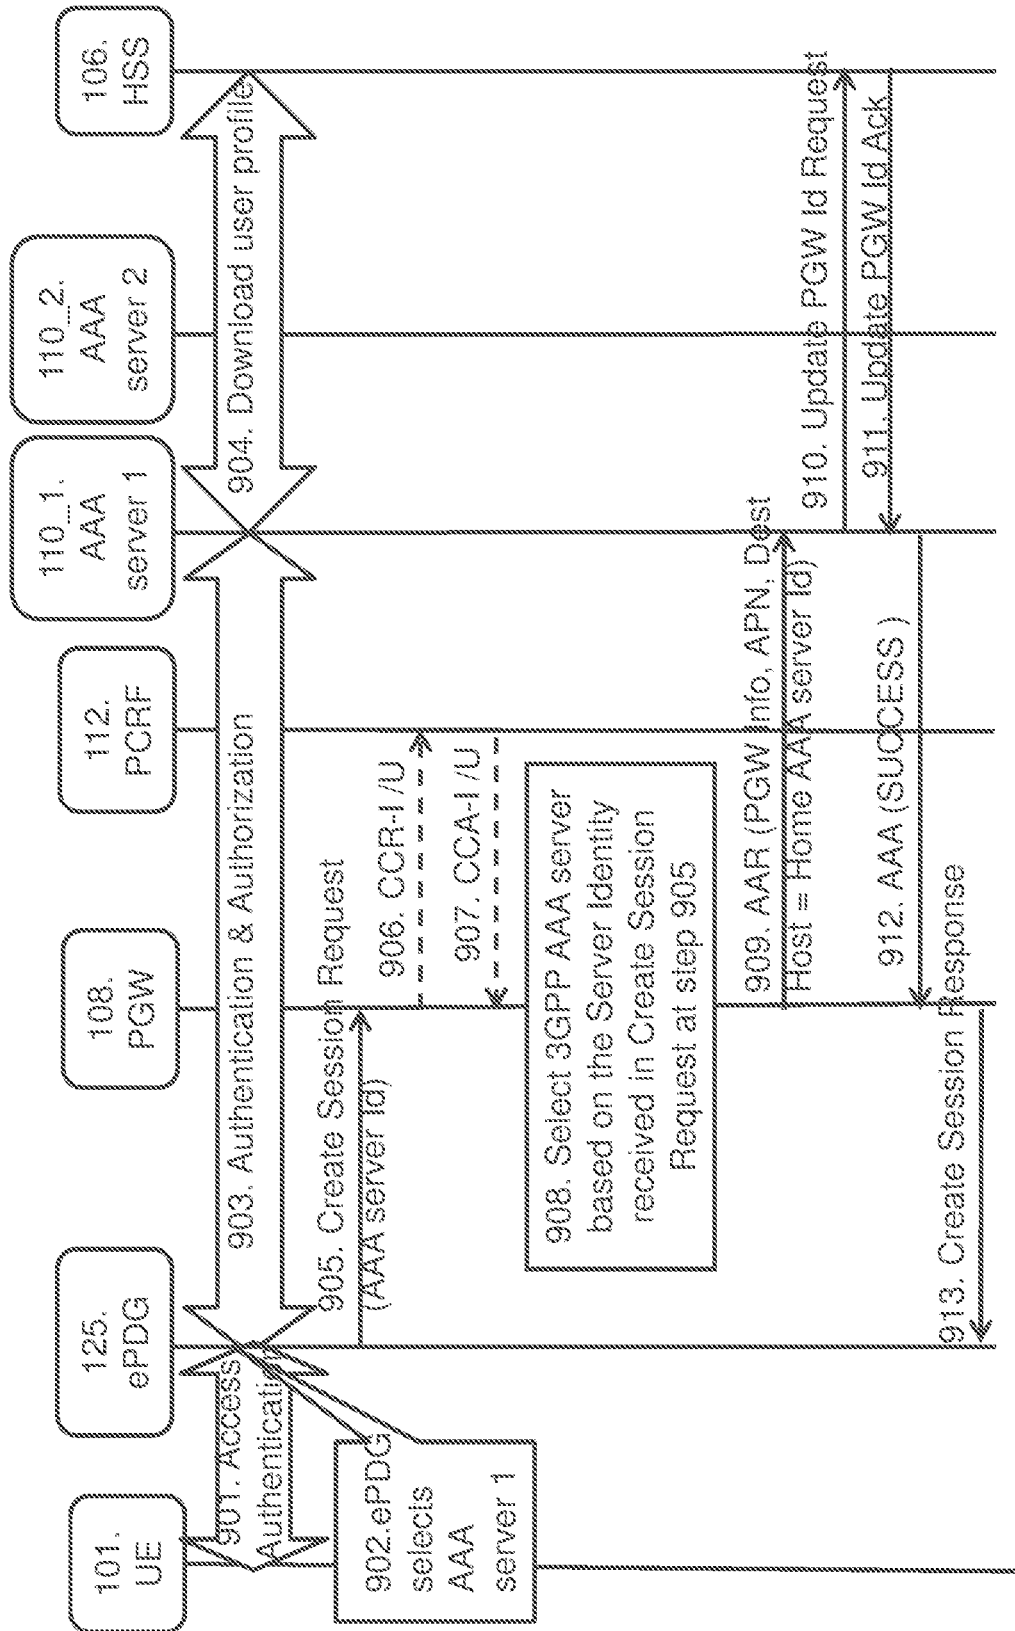 101.
UE
125.
ePDG
108.
PGW
112.
PCRF
110_1.
AAA
server 1
110_2.
AAA
server 2
106.
HSS
901. Access
Authentication
902.ePDG
selects
AAA
server 1
903. Authentication & Authorization
904. Download user profile
905. Create Session Request
(AAA server Id)
906. CCR-I /U
907. CCA-I /U
908. Select 3GPP AAA server
based on the Server Identity
received in Create Session
Request at step 905
909. AAR (PGW Info, APN, Dest
Host = Home AAA server Id)
910. Update PGW Id Request
911. Update PGW Id Ack
912. AAA (SUCCESS )
913. Create Session Response